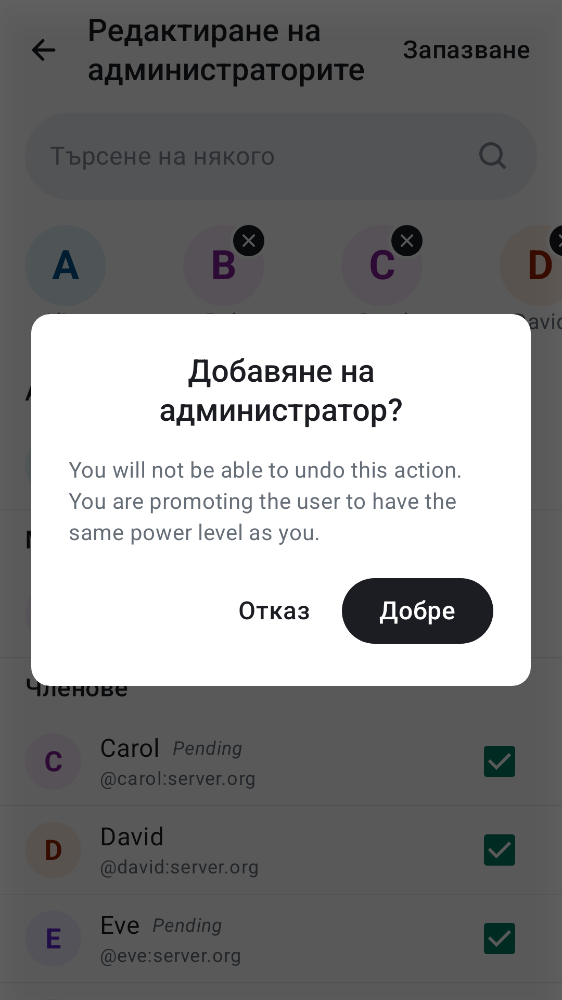 Редактиране на
администраторите
Запазване
Търсене на някого
A
B
C
D
Добавяне на
администратор?
You will not be able to undo this action.
You are promoting the user to have the
same power level as you.
Отказ
Добре
Членове
C
Carol Pending
@carol:server.org
D
David
@david:server.org
E
Eve Pending
@eve:server.org